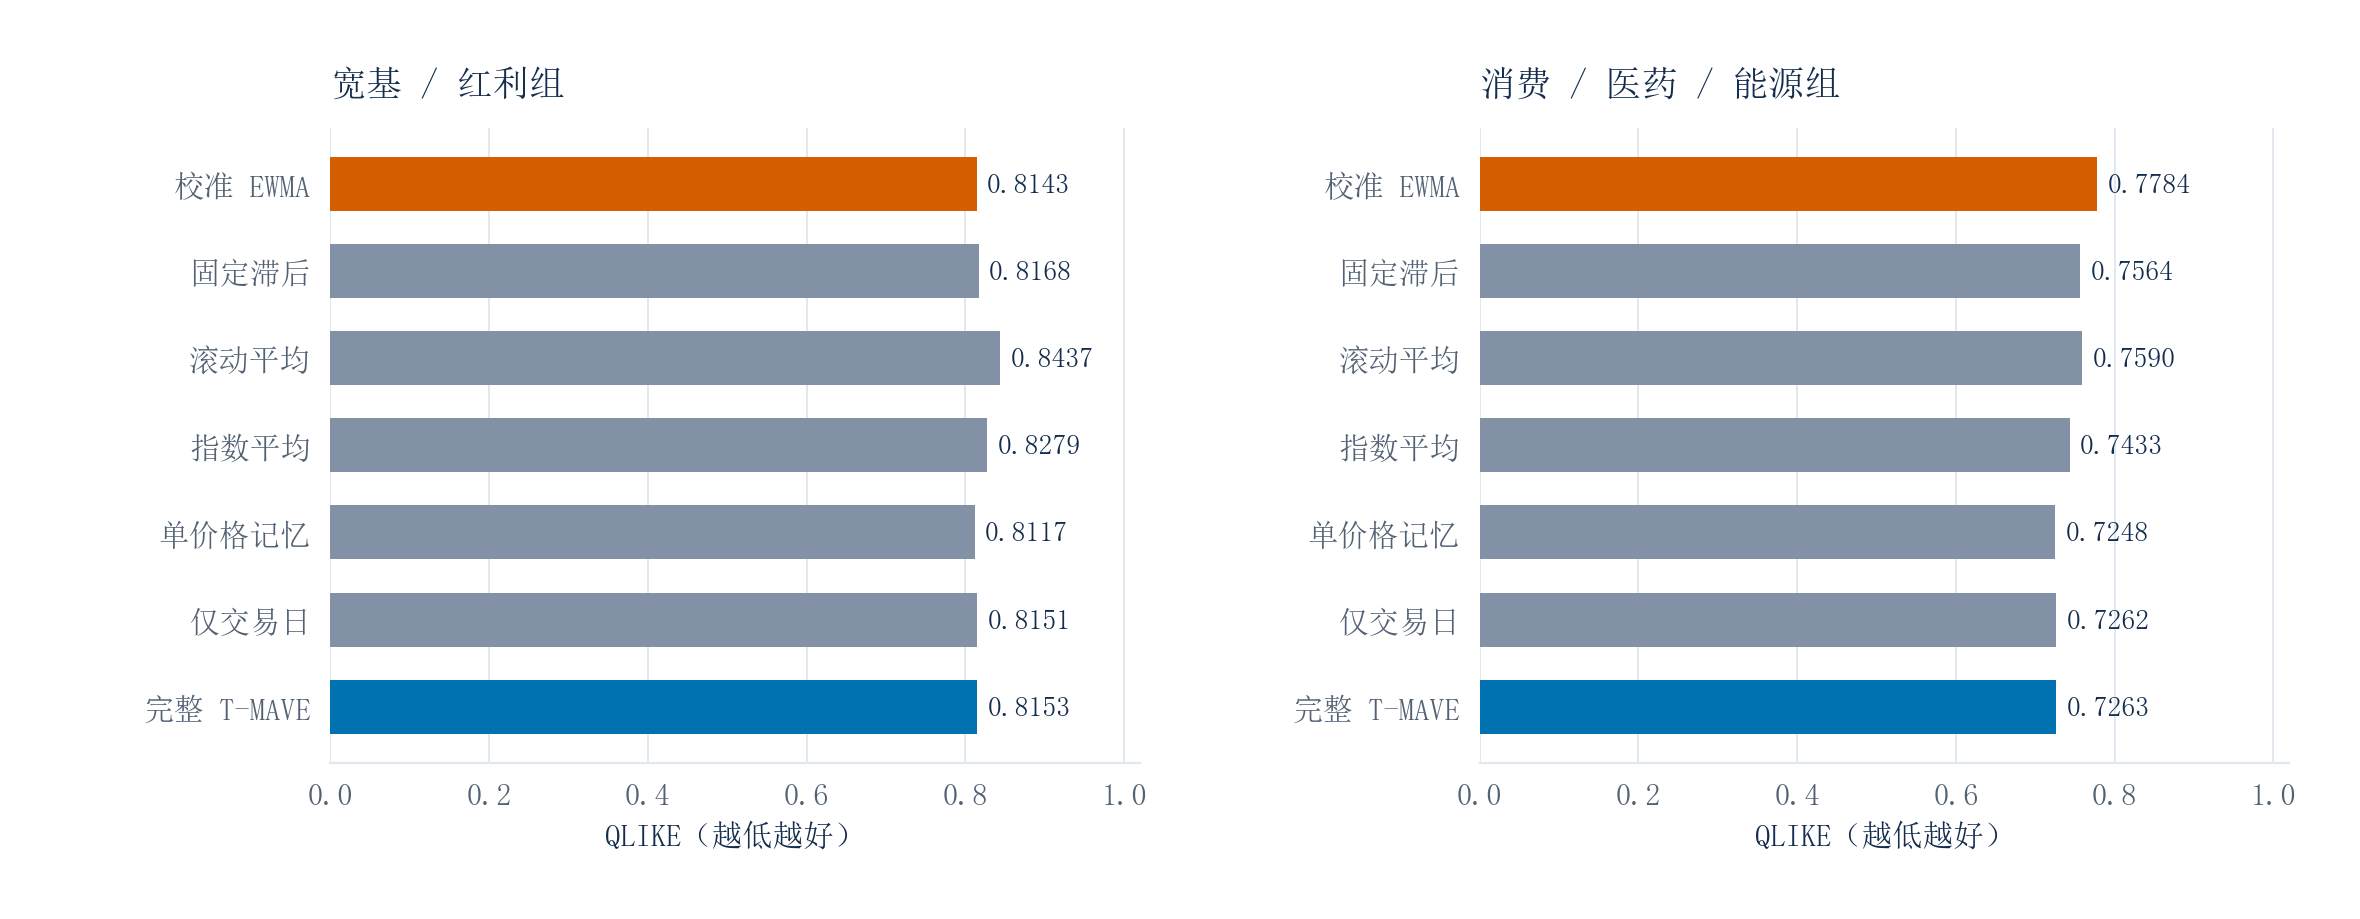 宽基 / 红利组
校准 EWMA
0.8143
固定滞后
0.8168
滚动平均
0.8437
指数平均
0.8279
单价格记忆
0.8117
仅交易日
0.8151
完整 T-MAVE
0.8153
0.0 0.2 0.4 0.6 0.8 1.0
QLIKE（越低越好）
消费 / 医药 / 能源组
校准 EWMA
0.7784
固定滞后
0.7564
滚动平均
0.7590
指数平均
0.7433
单价格记忆
0.7248
仅交易日
0.7262
完整 T-MAVE
0.7263
0.0 0.2 0.4 0.6 0.8 1.0
QLIKE（越低越好）